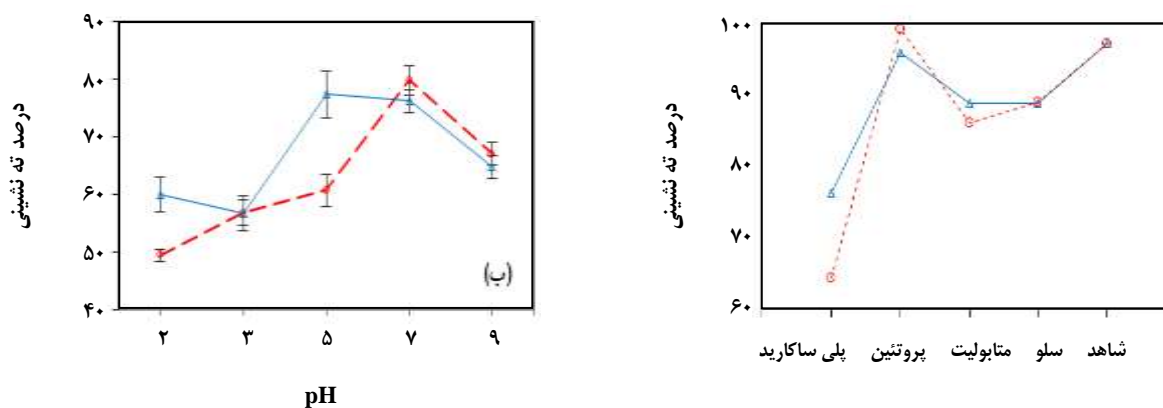 درصد ته نشینی
۹۰
۸۰
۷۰
۶۰
۵۰
۴۰
(ب)
۲ ۳ ۵ ۷ ۹
pH
درصد ته نشینی
۱۰۰
۹۰
۸۰
۷۰
۶۰
شاهد سلو متابولیت پروتئین پلی ساکارید